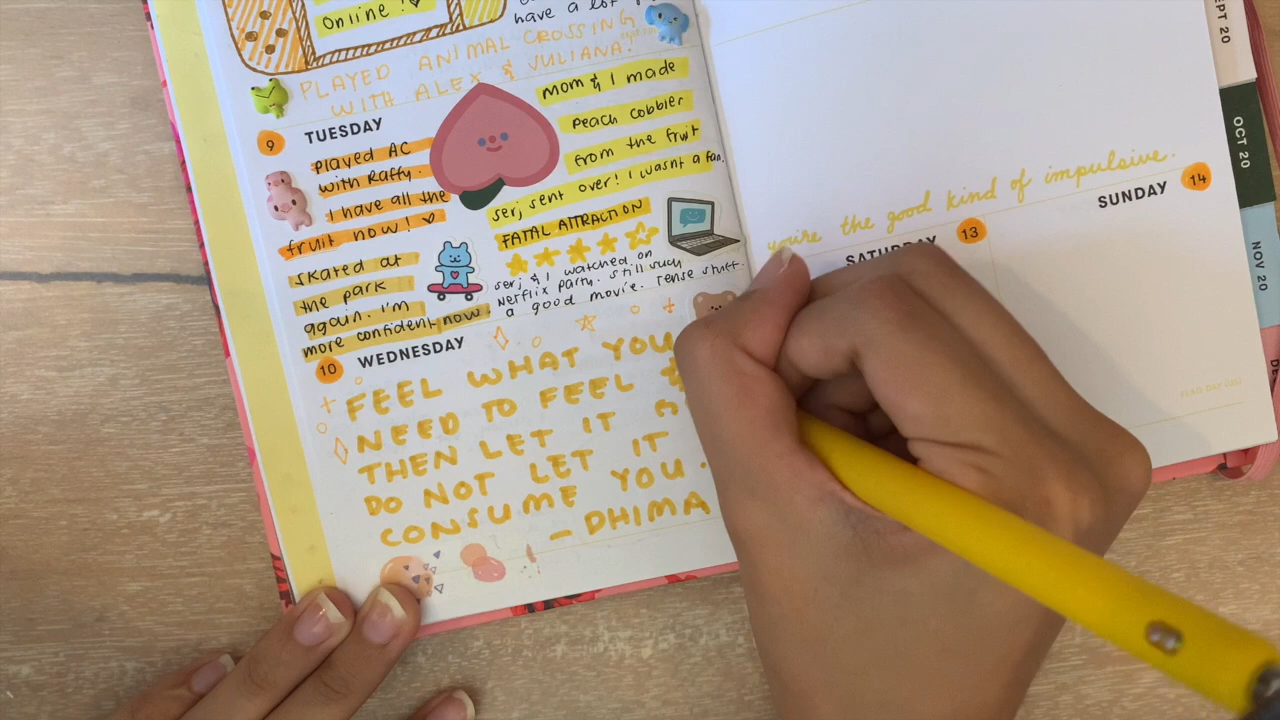 Online!
have a lot
PLAYED ANIMAL CROSSING
WITH ALEX & JULIANA!
9 TUESDAY
played AC
with Raffy.
I have all the
fruit now!
skated at
the park
again. I'm
more confident now.
mom & I made
peach cobbler
from the fruit
serj sent over! I wasnt a fan.
FATAL ATTRACTION
serj & I watched on
Netflix party. still such
a good movie. Tense stuff.
10 WEDNESDAY
FEEL WHAT YOU
NEED TO FEEL &
THEN LET IT
DO NOT LET IT
CONSUME YOU.
- DHIMA
you're the good kind of impulsive.
SATURDAY 13
SUNDAY 14
FLAG DAY (US)
SEPT 20
OCT 20
NOV 20